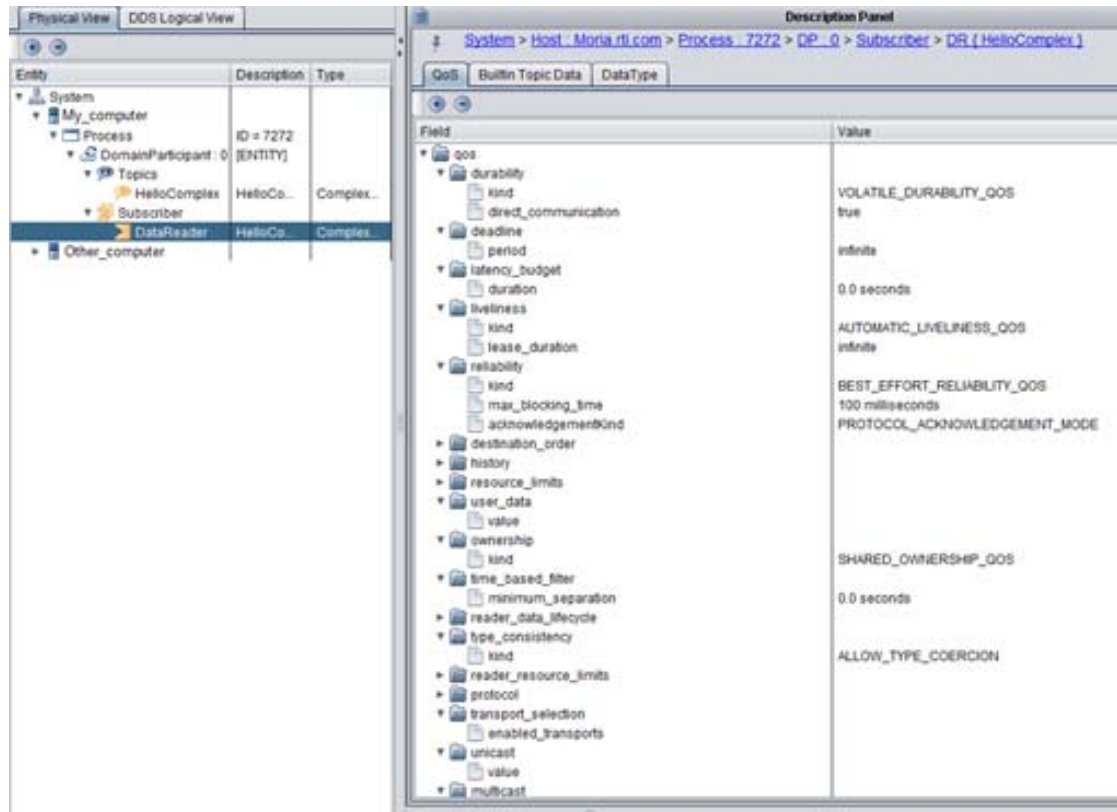 Physical View DDS Logical View
Entity Description Type
System
My_computer
Process ID = 7272
DomainParticipant : 0 [ENTITY]
Topics
HelloComplex HelloCo... Complex...
Subscriber
DataReader HelloCo... Complex...
Other_computer
Description Panel
System > Host : Moria.rti.com > Process : 7272 > DP : 0 > Subscriber > DR ( HelloComplex )
QoS Builtin Topic Data DataType
Field Value
qos
durability
kind VOLATILE_DURABILITY_QOS
direct_communication true
deadline
period infinite
latency_budget
duration 0.0 seconds
liveliness
kind AUTOMATIC_LIVELINESS_QOS
lease_duration infinite
reliability
kind BEST_EFFORT_RELIABILITY_QOS
max_blocking_time 100 milliseconds
acknowledgementKind PROTOCOL_ACKNOWLEDGEMENT_MODE
destination_order
history
resource_limits
user_data
value
ownership
kind SHARED_OWNERSHIP_QOS
time_based_filter
minimum_separation 0.0 seconds
reader_data_lifecycle
type_consistency
kind ALLOW_TYPE_COERCION
reader_resource_limits
protocol
transport_selection
enabled_transports
unicast
value
multicast